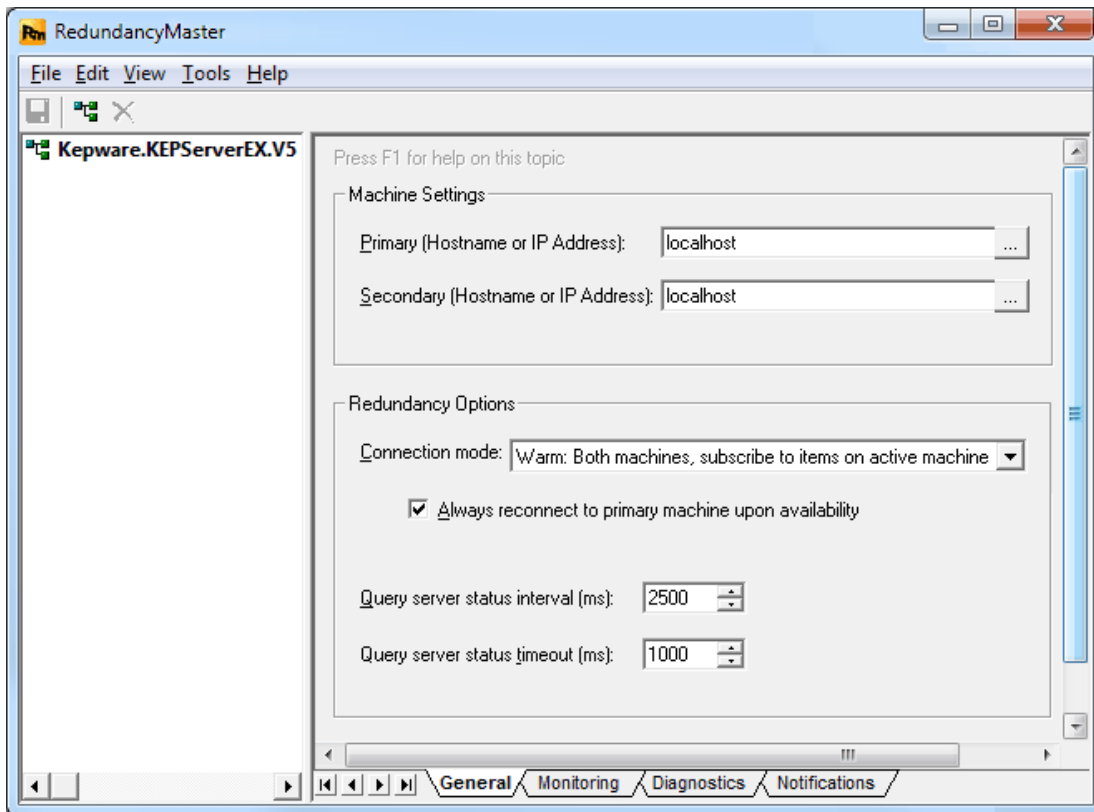 Rm RedundancyMaster
File Edit View Tools Help
Kepware.KEPServerEX.V5
Press F1 for help on this topic
Machine Settings
Primary (Hostname or IP Address): localhost ...
Secondary (Hostname or IP Address): localhost ...
Redundancy Options
Connection mode: Warm: Both machines, subscribe to items on active machine
Always reconnect to primary machine upon availability
Query server status interval (ms): 2500
Query server status timeout (ms): 1000
General Monitoring Diagnostics Notifications